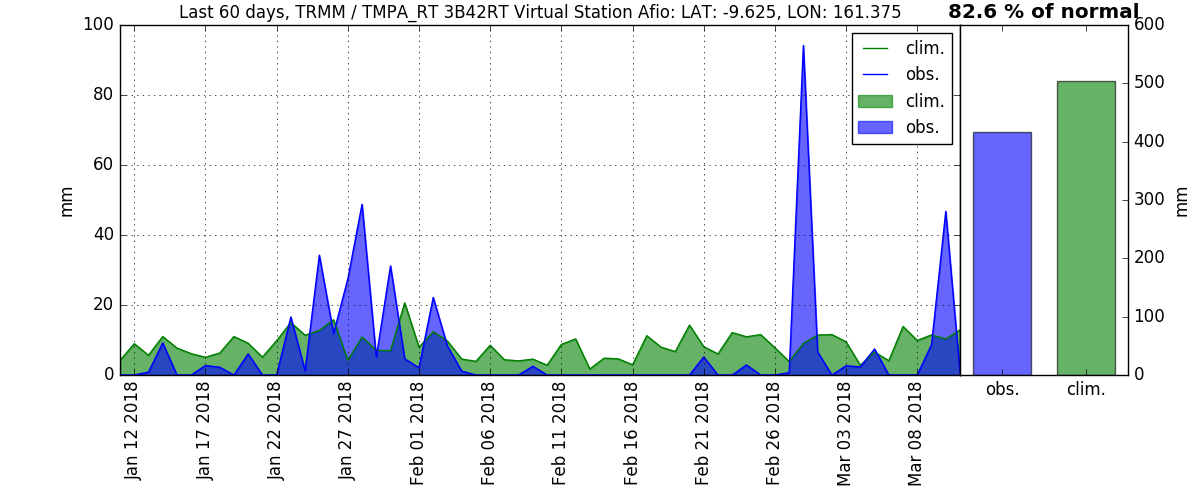 Last 60 days, TRMM / TMPA_RT 3B42RT Virtual Station Afio: LAT: -9.625, LON: 161.375
82.6 % of normal
100
80
60
40
20
0
mm
clim.
obs.
clim.
obs.
600
500
400
300
200
100
0
mm
Jan 12 2018
Jan 17 2018
Jan 22 2018
Jan 27 2018
Feb 01 2018
Feb 06 2018
Feb 11 2018
Feb 16 2018
Feb 21 2018
Feb 26 2018
Mar 03 2018
Mar 08 2018
obs.
clim.